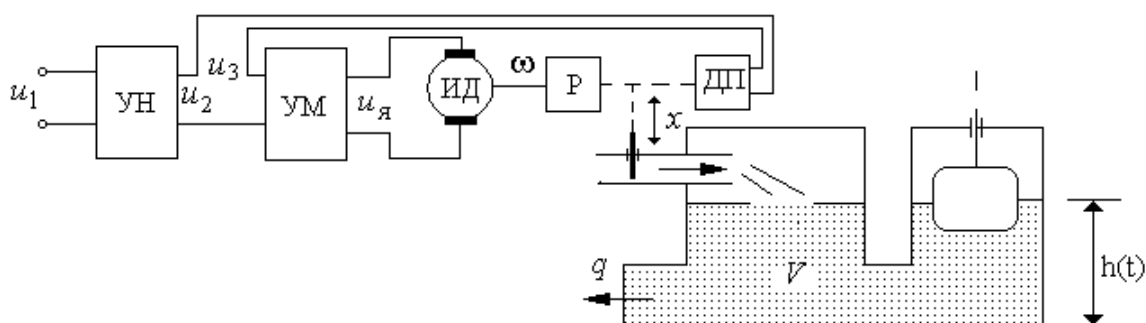 u1
УН
u3
u2
УМ
uя
ИД
ω
Р
ДП
x
q
V
h(t)